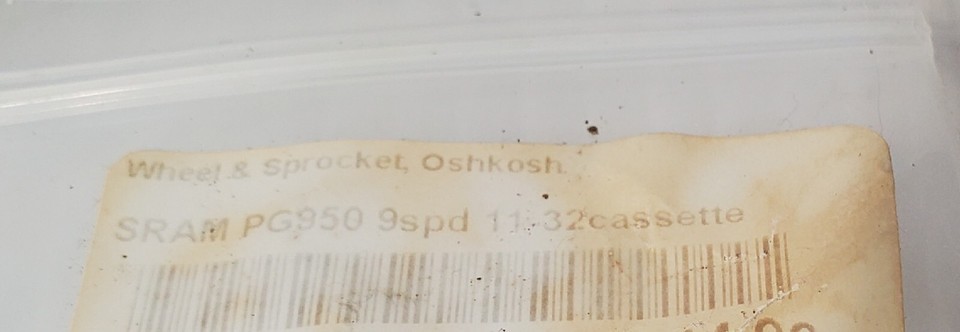 Wheel & Sprocket, Oshkosh
SRAM PG950 9spd 11-32cassette